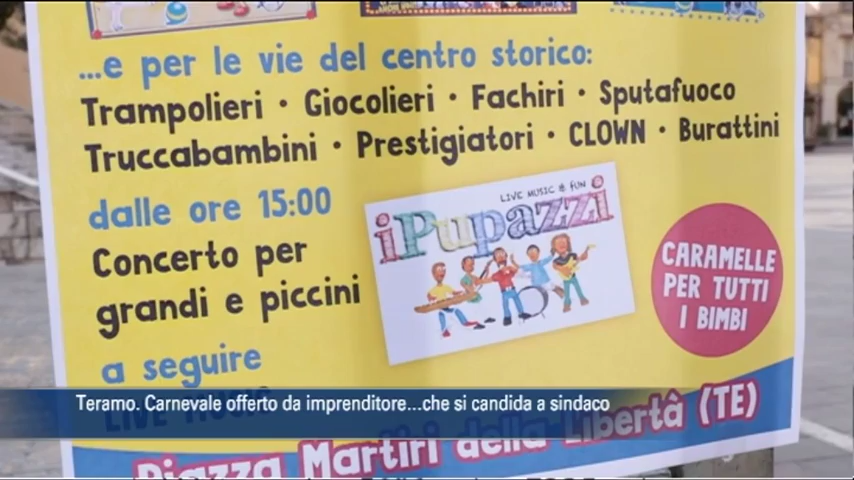 ...e per le vie del centro storico:
Trampolieri • Giocolieri • Fachiri • Sputafuoco
Truccabambini • Prestigiatori • CLOWN • Burattini
dalle ore 15:00
Concerto per
grandi e piccini
LIVE MUSIC & FUN
iPupazzi
CARAMELLE
PER TUTTI
I BIMBI
a seguire
LIVE MUSIC
Teramo. Carnevale offerto da imprenditore...che si candida a sindaco
Piazza Martiri della Libertà (TE)